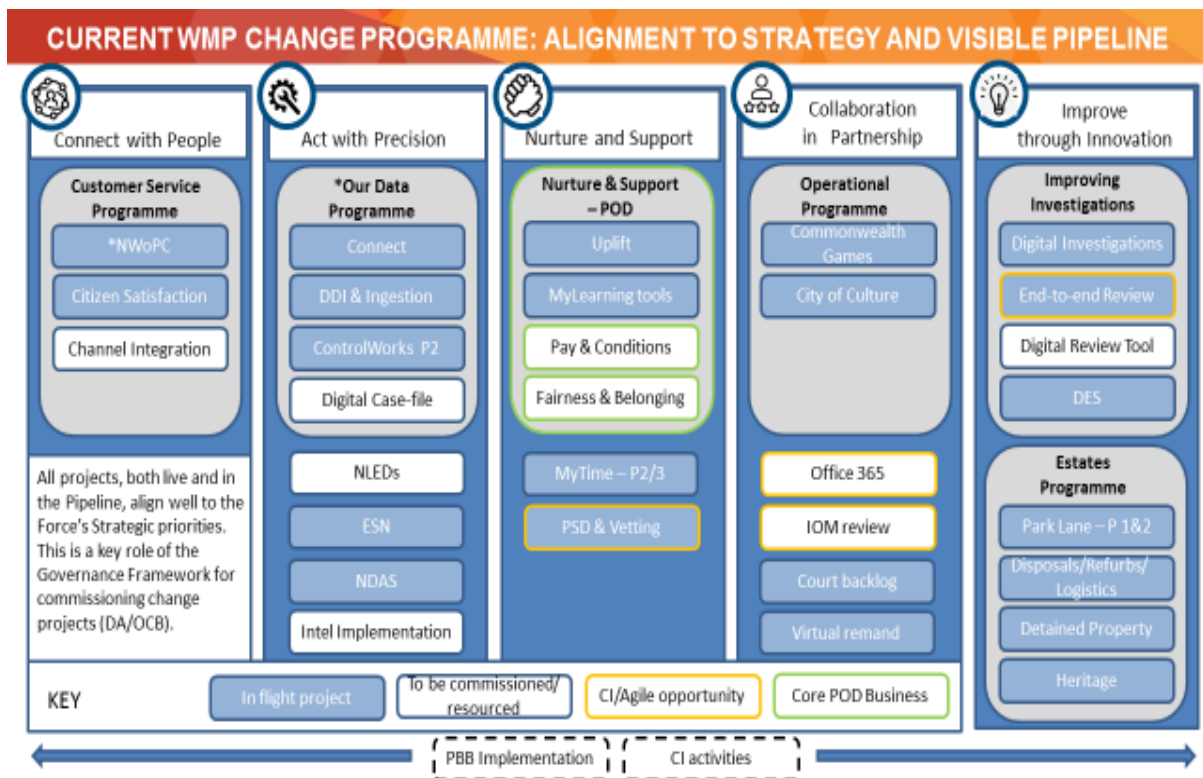 CURRENT WMP CHANGE PROGRAMME: ALIGNMENT TO STRATEGY AND VISIBLE PIPELINE
Connect with People
Customer Service
Programme
*NWoPC
Citizen Satisfaction
Channel Integration
All projects, both live and in
the Pipeline, align well to the
Force's Strategic priorities.
This is a key role of the
Governance Framework for
commissioning change
projects (DA/OCB).
Act with Precision
*Our Data
Programme
Connect
DDI & Ingestion
ControlWorks P2
Digital Case-file
NLEDs
ESN
NDAS
Intel Implementation
Nurture and Support
Nurture & Support
– POD
Uplift
MyLearning tools
Pay & Conditions
Fairness & Belonging
MyTime – P2/3
PSD & Vetting
Collaboration
in Partnership
Operational
Programme
Commonwealth
Games
City of Culture
Office 365
IOM review
Court backlog
Virtual remand
Improve
through Innovation
Improving
Investigations
Digital Investigations
End-to-end Review
Digital Review Tool
DES
Estates
Programme
Park Lane – P 1&2
Disposals/Refurbs/
Logistics
Detained Property
Heritage
KEY
In flight project
To be commissioned/
resourced
CI/Agile opportunity
Core POD Business
PBB Implementation
CI activities